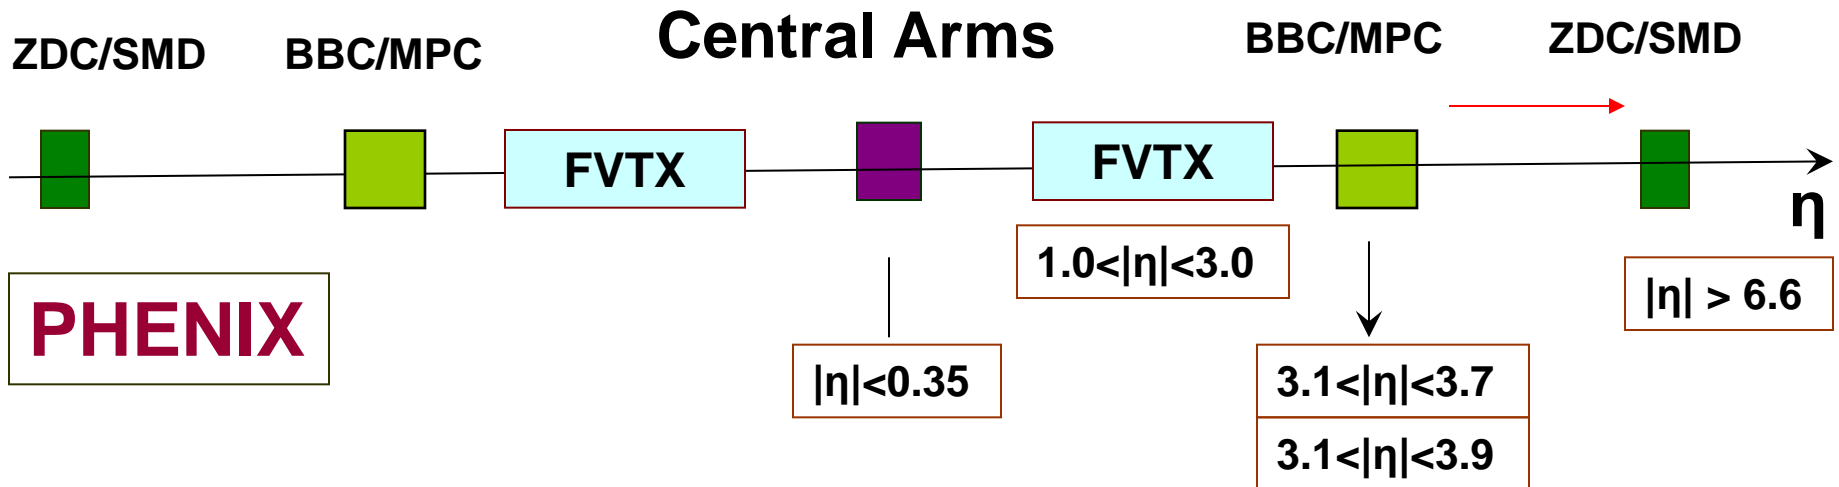 Central Arms
ZDC/SMD
BBC/MPC
BBC/MPC
ZDC/SMD
FVTX
FVTX
η
1.0<|η|<3.0
|η| > 6.6
PHENIX
|η|<0.35
3.1<|η|<3.7
3.1<|η|<3.9